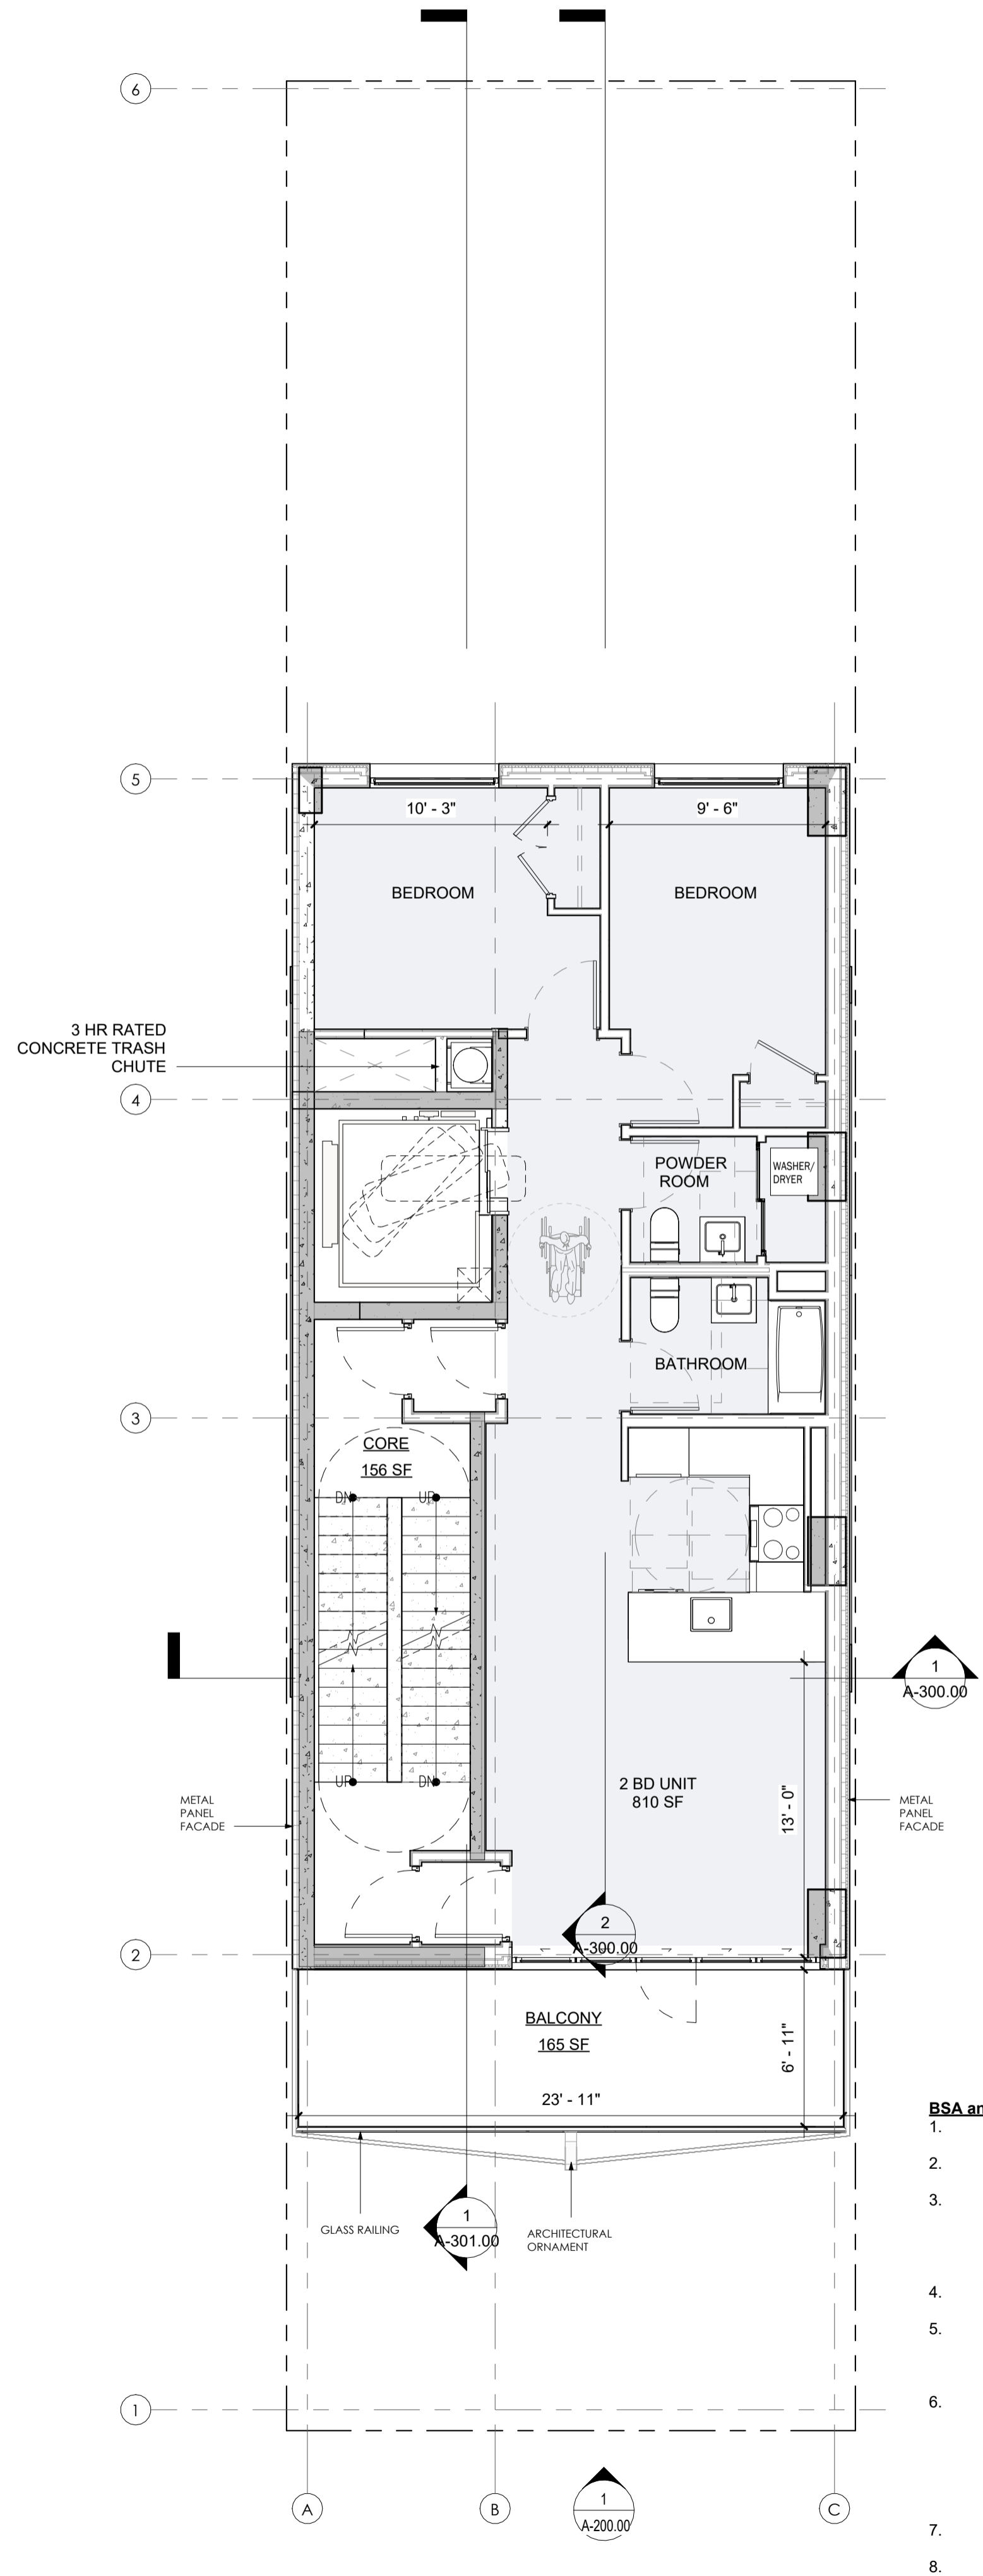 6
5
10' - 3"
9' - 6"
BEDROOM
BEDROOM
3 HR RATED
CONCRETE TRASH
CHUTE
4
POWDER
ROOM
WASHER/
DRYER
BATHROOM
3
CORE
156 SF
DN
UP
1
A-300.00
UP
DN
2 BD UNIT
810 SF
13' - 0"
METAL
PANEL
FACADE
METAL
PANEL
FACADE
2
A-300.00
2
BALCONY
165 SF
6' - 11"
23' - 11"
BSA an
1.
2.
3.
4.
5.
6.
7.
8.
GLASS RAILING
1
A-301.00
ARCHITECTURAL
ORNAMENT
1
A
B
C
1
A-200.00